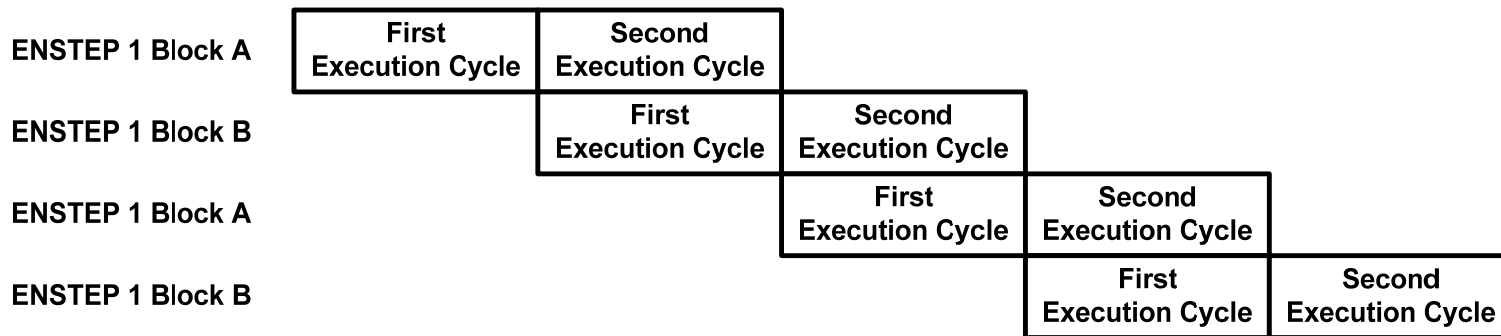 ENSTEP 1 Block A
First
Execution Cycle
Second
Execution Cycle
ENSTEP 1 Block B
First
Execution Cycle
Second
Execution Cycle
ENSTEP 1 Block A
First
Execution Cycle
Second
Execution Cycle
ENSTEP 1 Block B
First
Execution Cycle
Second
Execution Cycle